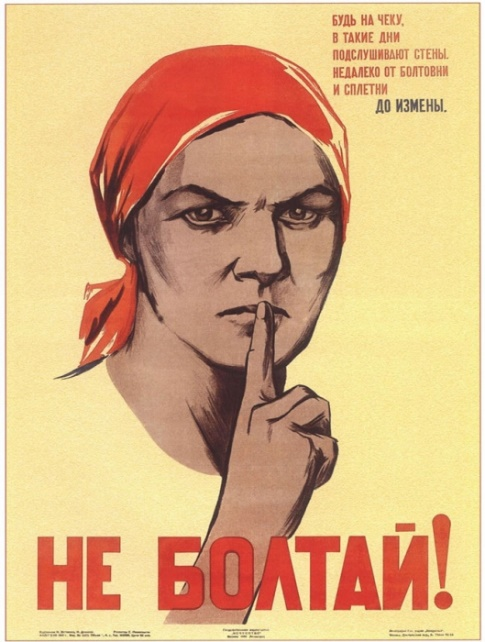 БУДЬ НА ЧЕКУ,
В ТАКИЕ ДНИ
ПОДСЛУШИВАЮТ СТЕНЫ.
НЕДАЛЕКО ОТ БОЛТОВНИ
И СПЛЕТНИ
ДО ИЗМЕНЫ.
НЕ БОЛТАЙ!